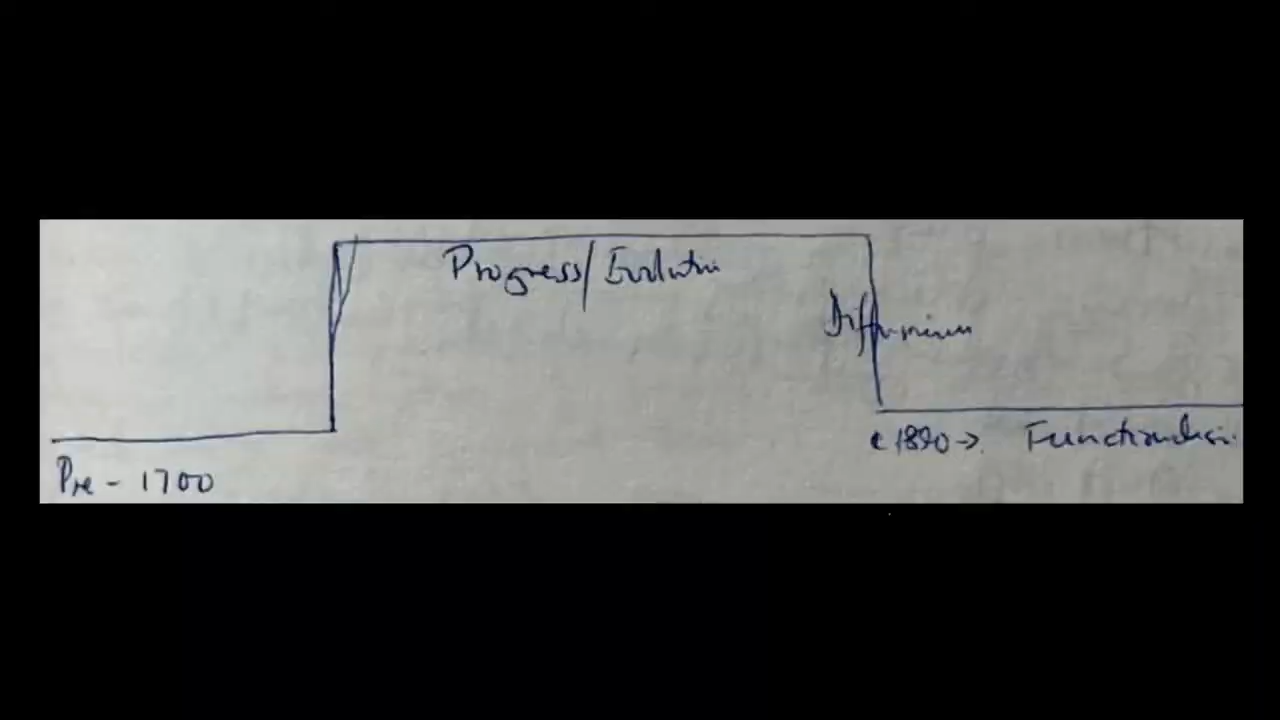 Progress/Evolution
Diffusionism
Pre - 1700
c 1890 → Functionalism